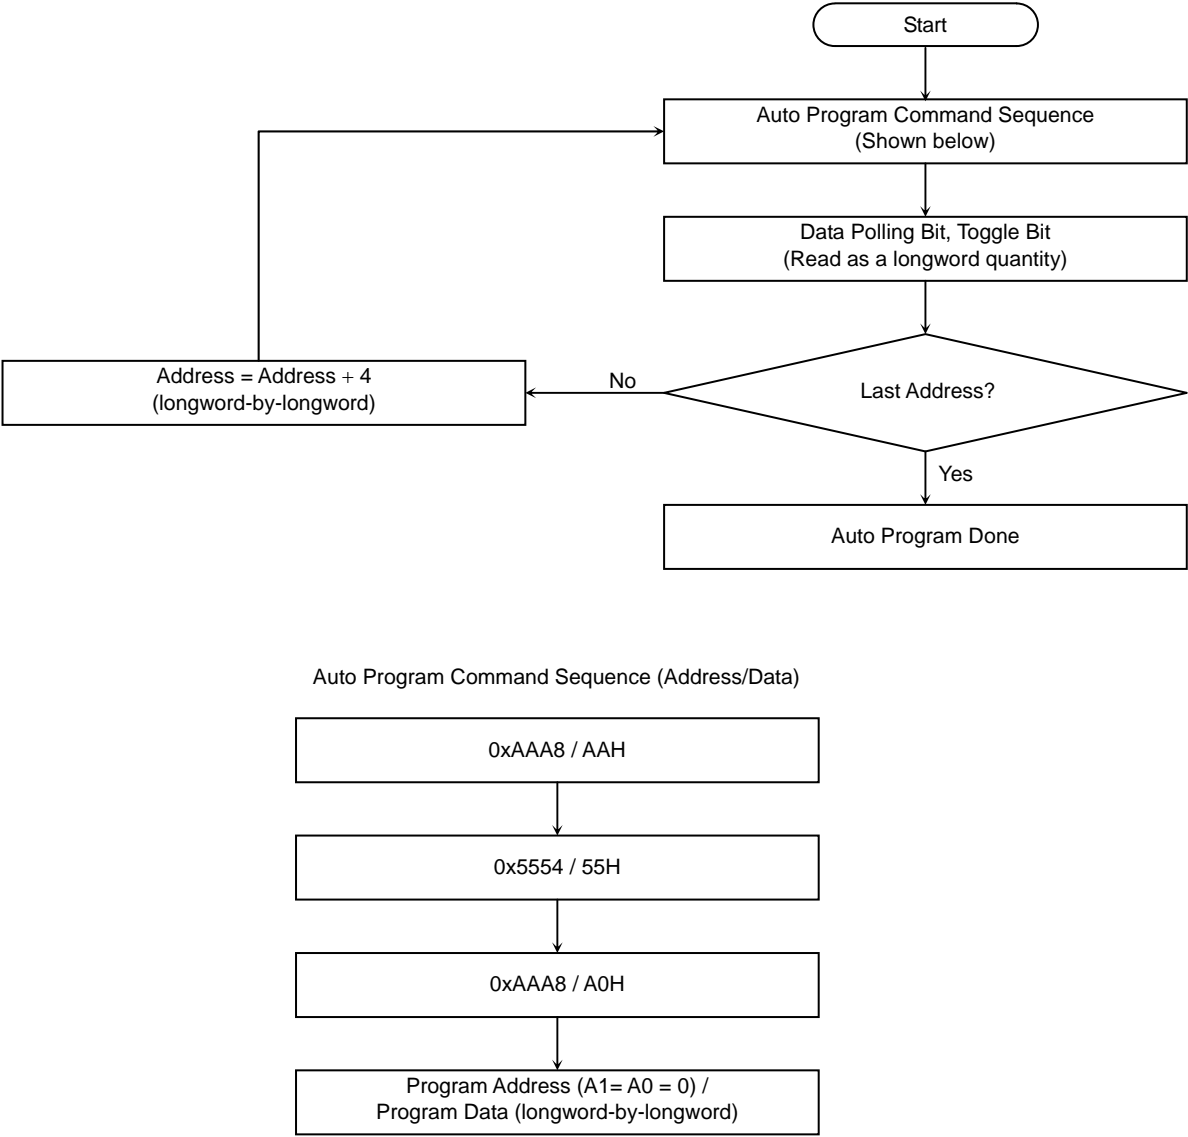 Start
Auto Program Command Sequence
(Shown below)
Data Polling Bit, Toggle Bit
(Read as a longword quantity)
Last Address?
No
Address = Address + 4
(longword-by-longword)
Yes
Auto Program Done
Auto Program Command Sequence (Address/Data)
0xAAA8 / AAH
0x5554 / 55H
0xAAA8 / A0H
Program Address (A1= A0 = 0) /
Program Data (longword-by-longword)